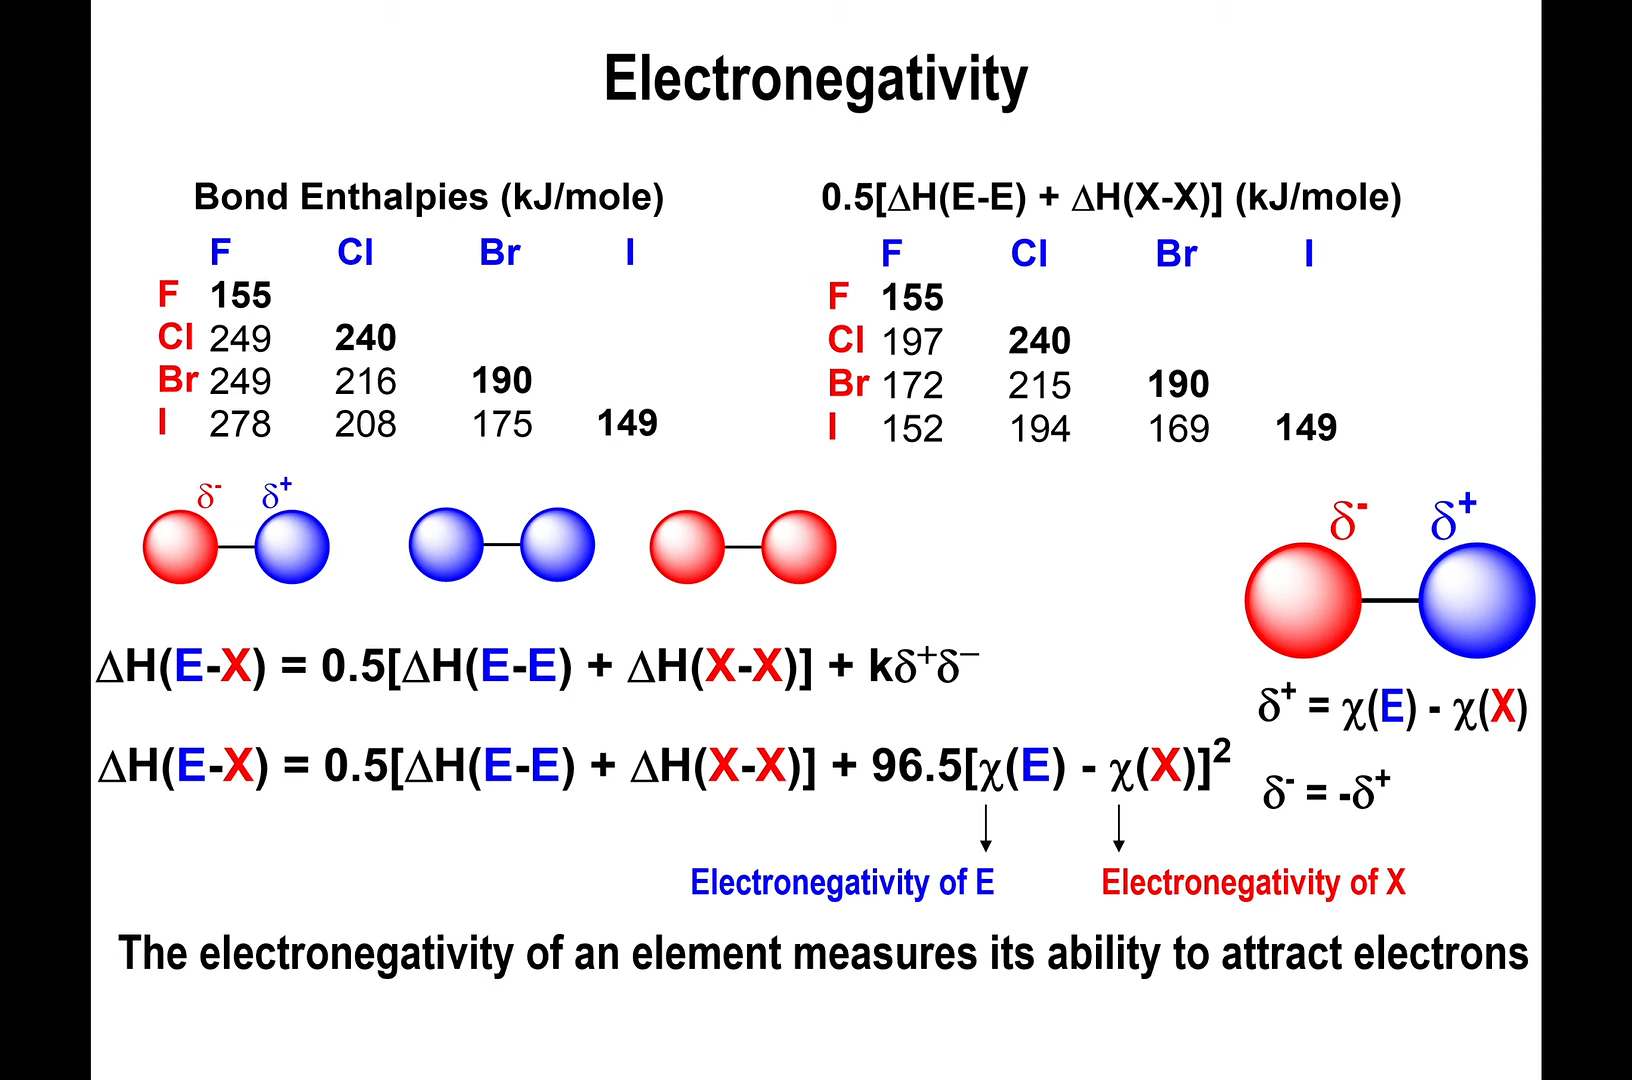 Electronegativity
Bond Enthalpies (kJ/mole)
F Cl Br I
F 155
Cl 249 240
Br 249 216 190
I 278 208 175 149
0.5[ΔH(E-E) + ΔH(X-X)] (kJ/mole)
F Cl Br I
F 155
Cl 197 240
Br 172 215 190
I 152 194 169 149
δ⁻ δ⁺
δ⁻ δ⁺
ΔH(E-X) = 0.5[ΔH(E-E) + ΔH(X-X)] + kδ⁺δ⁻
δ⁺ = χ(E) - χ(X)
ΔH(E-X) = 0.5[ΔH(E-E) + ΔH(X-X)] + 96.5[χ(E) - χ(X)]²
δ⁻ = -δ⁺
Electronegativity of E
Electronegativity of X
The electronegativity of an element measures its ability to attract electrons